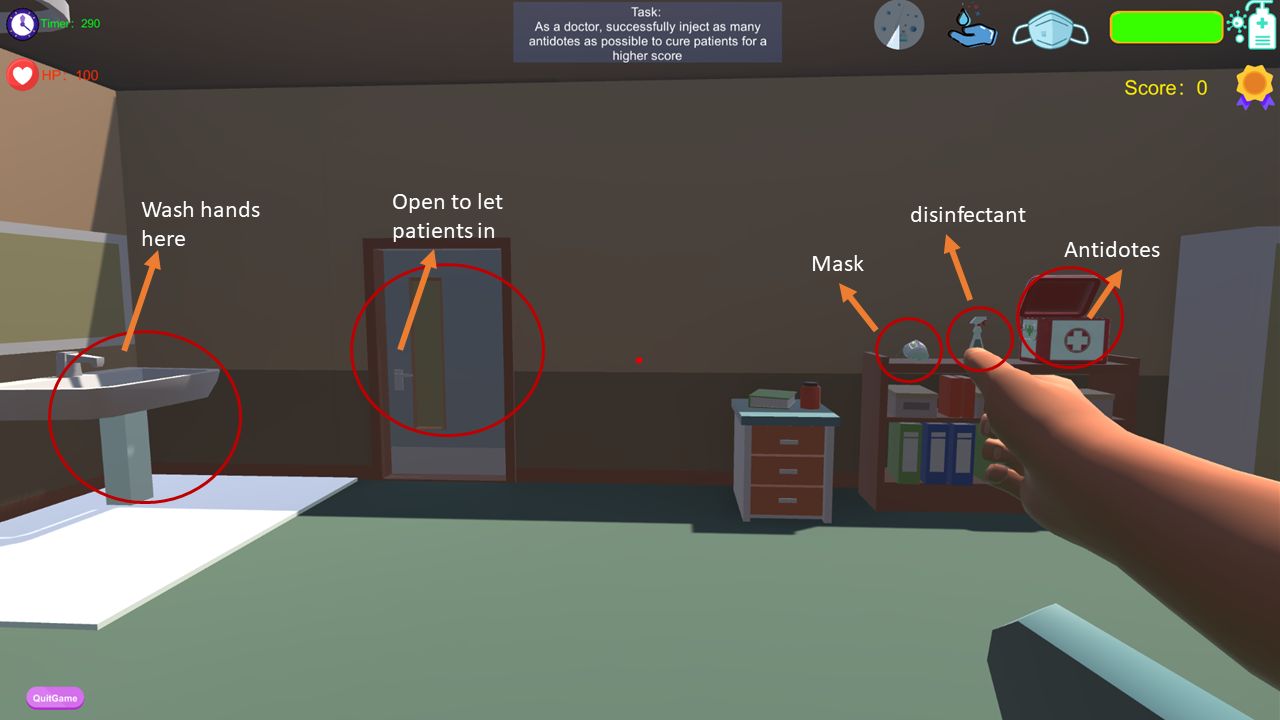 Timer: 290
Task:
As a doctor, successfully inject as many
antidotes as possible to cure patients for a
higher score
HP: 100
Score: 0
Wash hands
here
Open to let
patients in
disinfectant
Antidotes
Mask
QuitGame